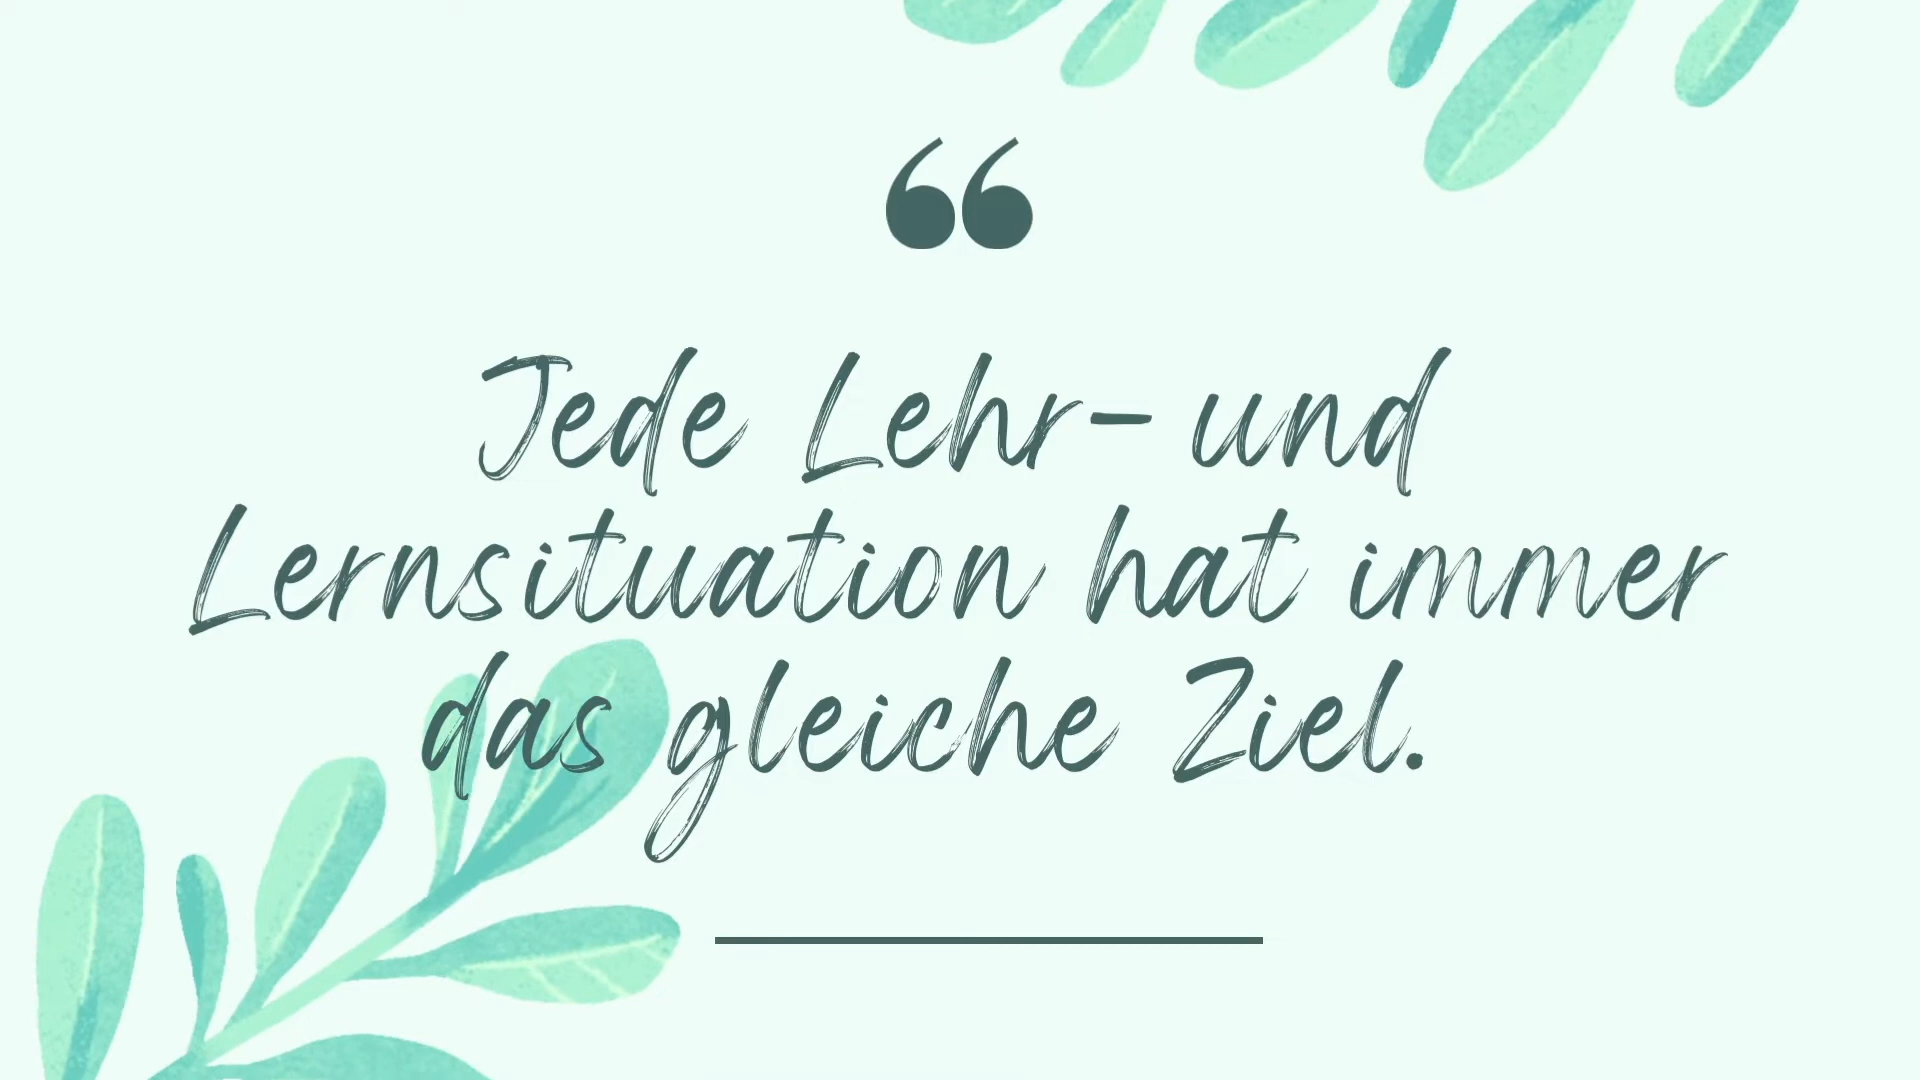 “
Jede Lehr- und
Lernsituation hat immer
das gleiche Ziel.